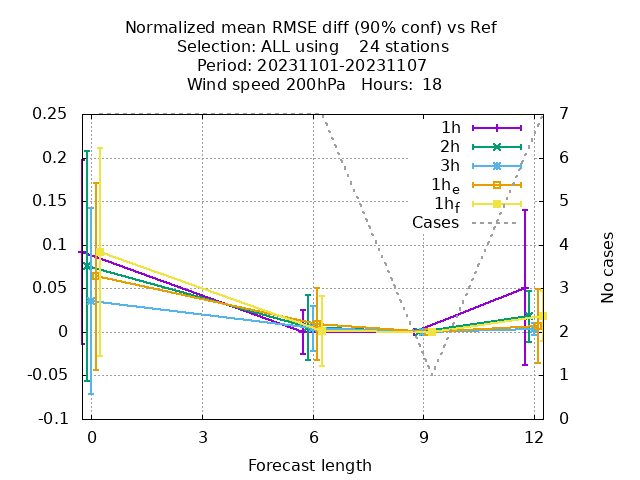 Normalized mean RMSE diff (90% conf) vs Ref
Selection: ALL using    24 stations
Period: 20231101-20231107
Wind speed 200hPa   Hours:  18
0.25
0.2
0.15
0.1
0.05
0
-0.05
-0.1
7
6
5
4
3
2
1
0
1h
2h
3h
1he
1hf
Cases
No cases
0
3
6
9
12
Forecast length